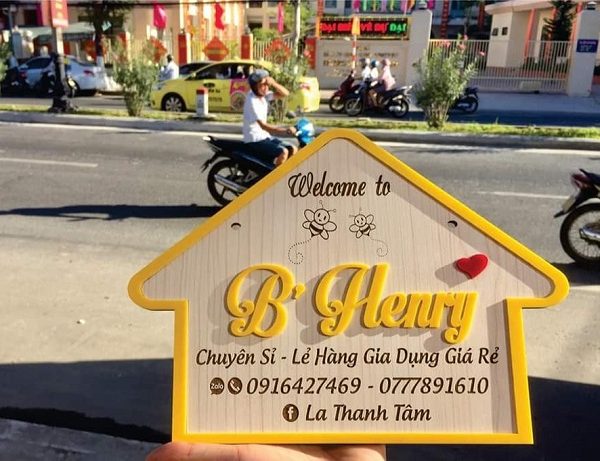 Welcome to
B' Henry
Chuyên Sỉ - Lẻ Hàng Gia Dụng Giá Rẻ
Zalo 0916427469 - 0777891610
f La Thanh Tâm